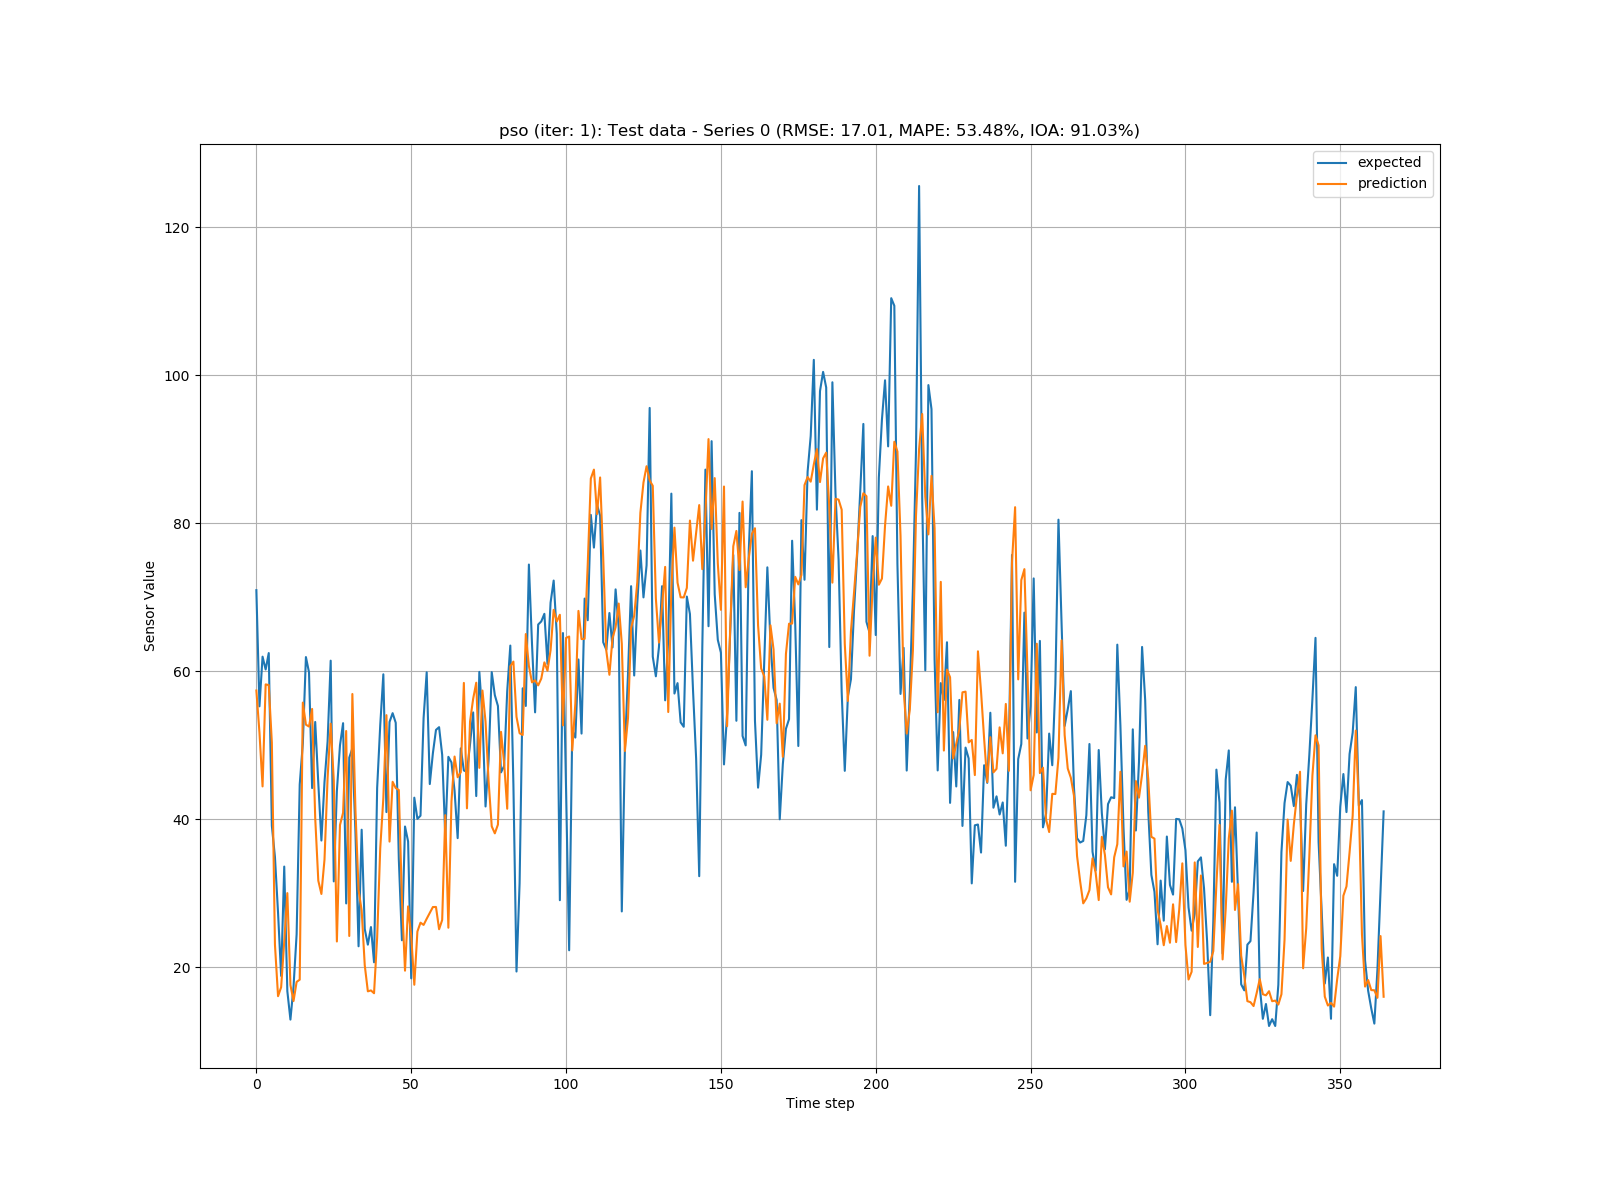 pso (iter: 1): Test data - Series 0 (RMSE: 17.01, MAPE: 53.48%, IOA: 91.03%)
expected
prediction
120
100
80
60
40
20
Sensor Value
0 50 100 150 200 250 300 350
Time step